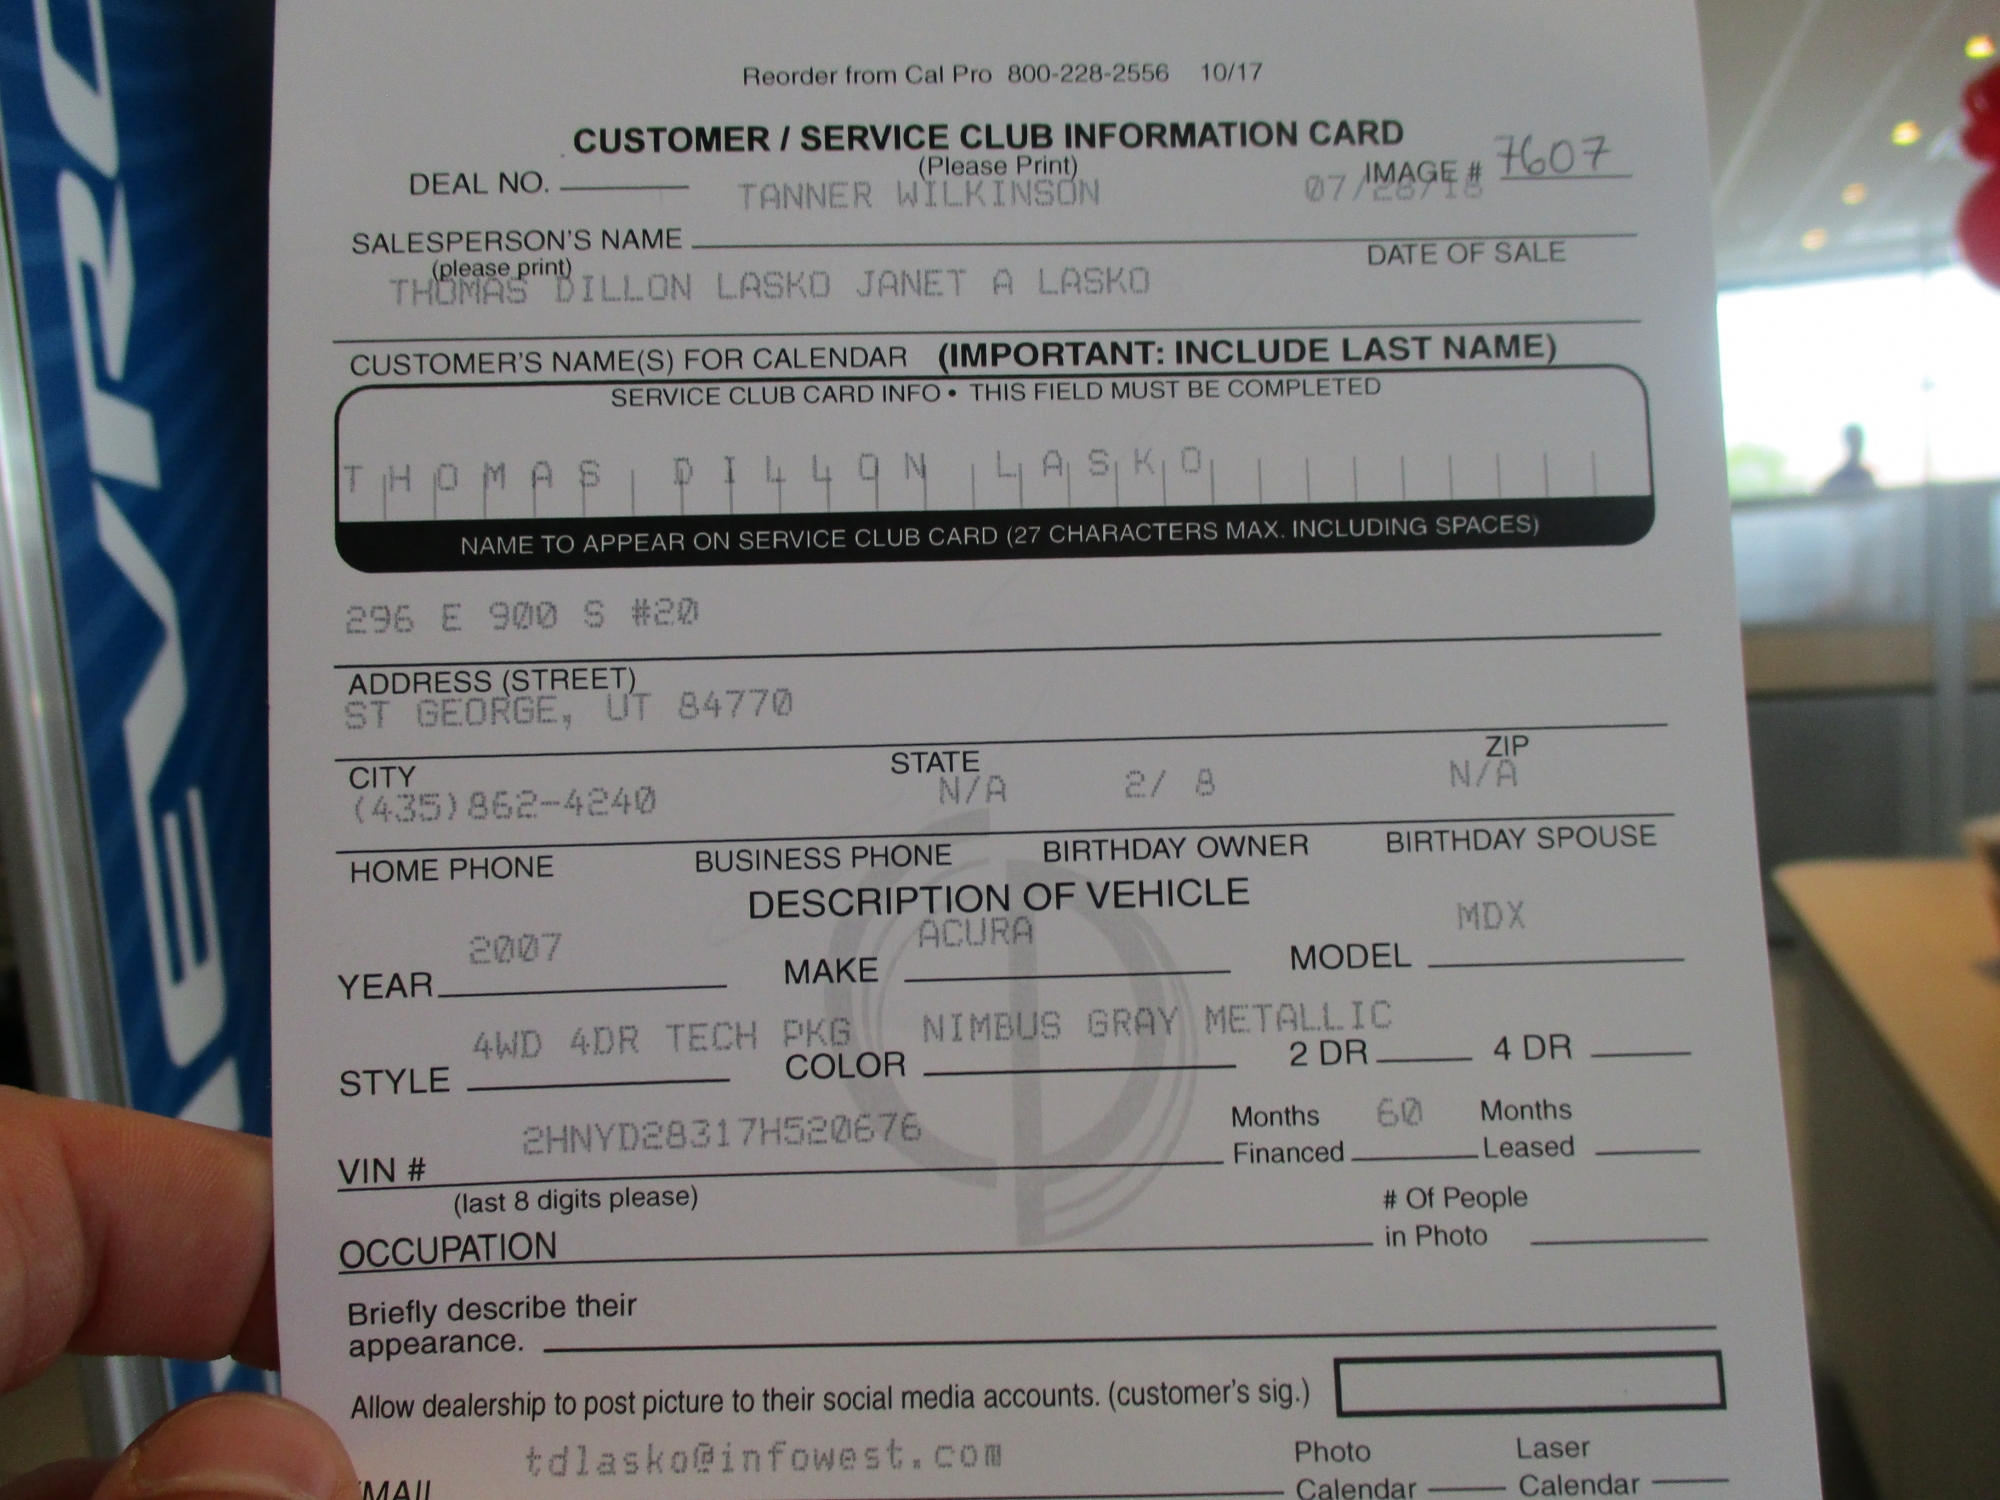 Reorder from Cal Pro 800-228-2556 10/17
CUSTOMER / SERVICE CLUB INFORMATION CARD
(Please Print)
DEAL NO. IMAGE # 7607
TANNER WILKINSON 07/28/18
SALESPERSON'S NAME
(please print)
DATE OF SALE
THOMAS DILLON LASKO JANET A LASKO
CUSTOMER'S NAME(S) FOR CALENDAR (IMPORTANT: INCLUDE LAST NAME)
SERVICE CLUB CARD INFO • THIS FIELD MUST BE COMPLETED
THOMAS DILLON LASKO
NAME TO APPEAR ON SERVICE CLUB CARD (27 CHARACTERS MAX. INCLUDING SPACES)
296 E 900 S #20
ADDRESS (STREET)
ST GEORGE, UT 84770
CITY STATE ZIP
(435)862-4240 N/A 2/ 8 N/A
HOME PHONE BUSINESS PHONE BIRTHDAY OWNER BIRTHDAY SPOUSE
DESCRIPTION OF VEHICLE
2007 ACURA MDX
YEAR MAKE MODEL
4WD 4DR TECH PKG NIMBUS GRAY METALLIC
STYLE COLOR 2 DR 4 DR
2HNYD28317H520676
Months Financed 60 Months Leased
VIN #
(last 8 digits please)
# Of People in Photo
OCCUPATION
Briefly describe their
appearance.
Allow dealership to post picture to their social media accounts. (customer's sig.)
tdlasko@infowest.com
EMAIL Photo Calendar Laser Calendar